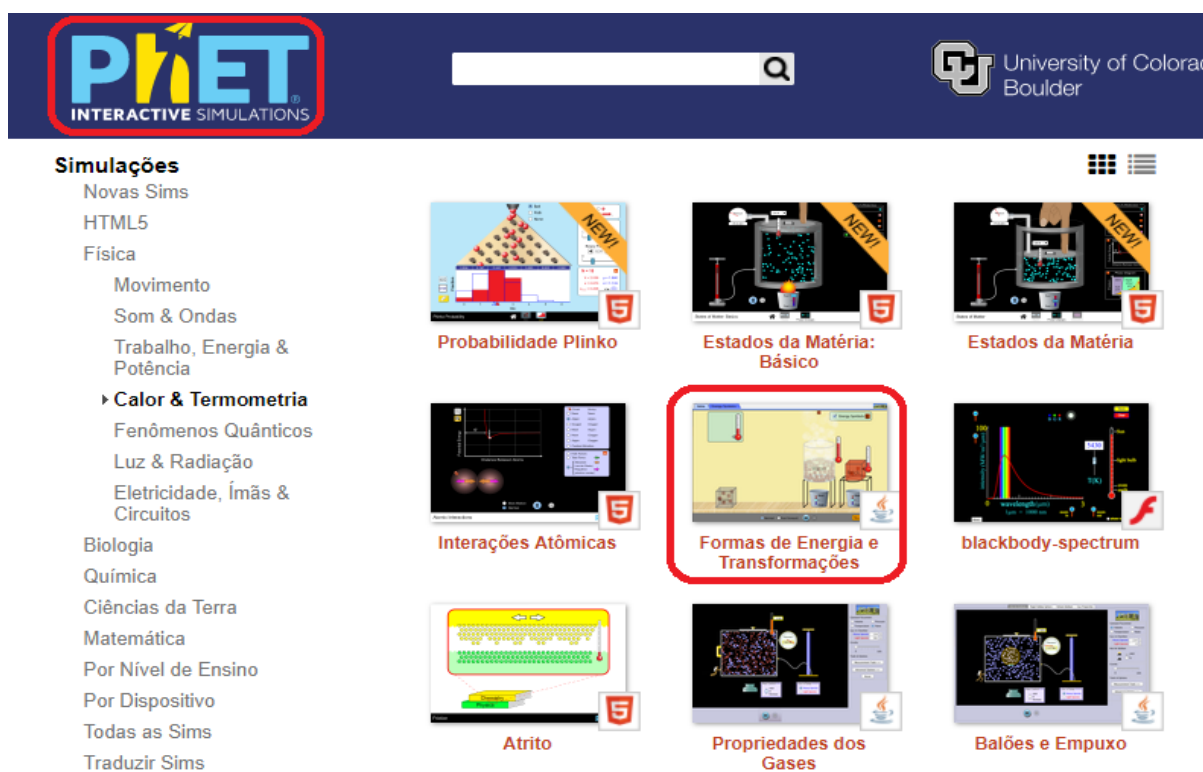 PhET
INTERACTIVE SIMULATIONS
University of Colorad
Boulder
Simulações
Novas Sims
HTML5
Física
Movimento
Som & Ondas
Trabalho, Energia &
Potência
Calor & Termometria
Fenômenos Quânticos
Luz & Radiação
Eletricidade, Ímãs &
Circuitos
Biologia
Química
Ciências da Terra
Matemática
Por Nível de Ensino
Por Dispositivo
Todas as Sims
Traduzir Sims
NEW!
NEW!
NEW!
Probabilidade Plinko
Estados da Matéria:
Básico
Estados da Matéria
Interações Atômicas
Formas de Energia e
Transformações
blackbody-spectrum
Atrito
Propriedades dos
Gases
Balões e Empuxo